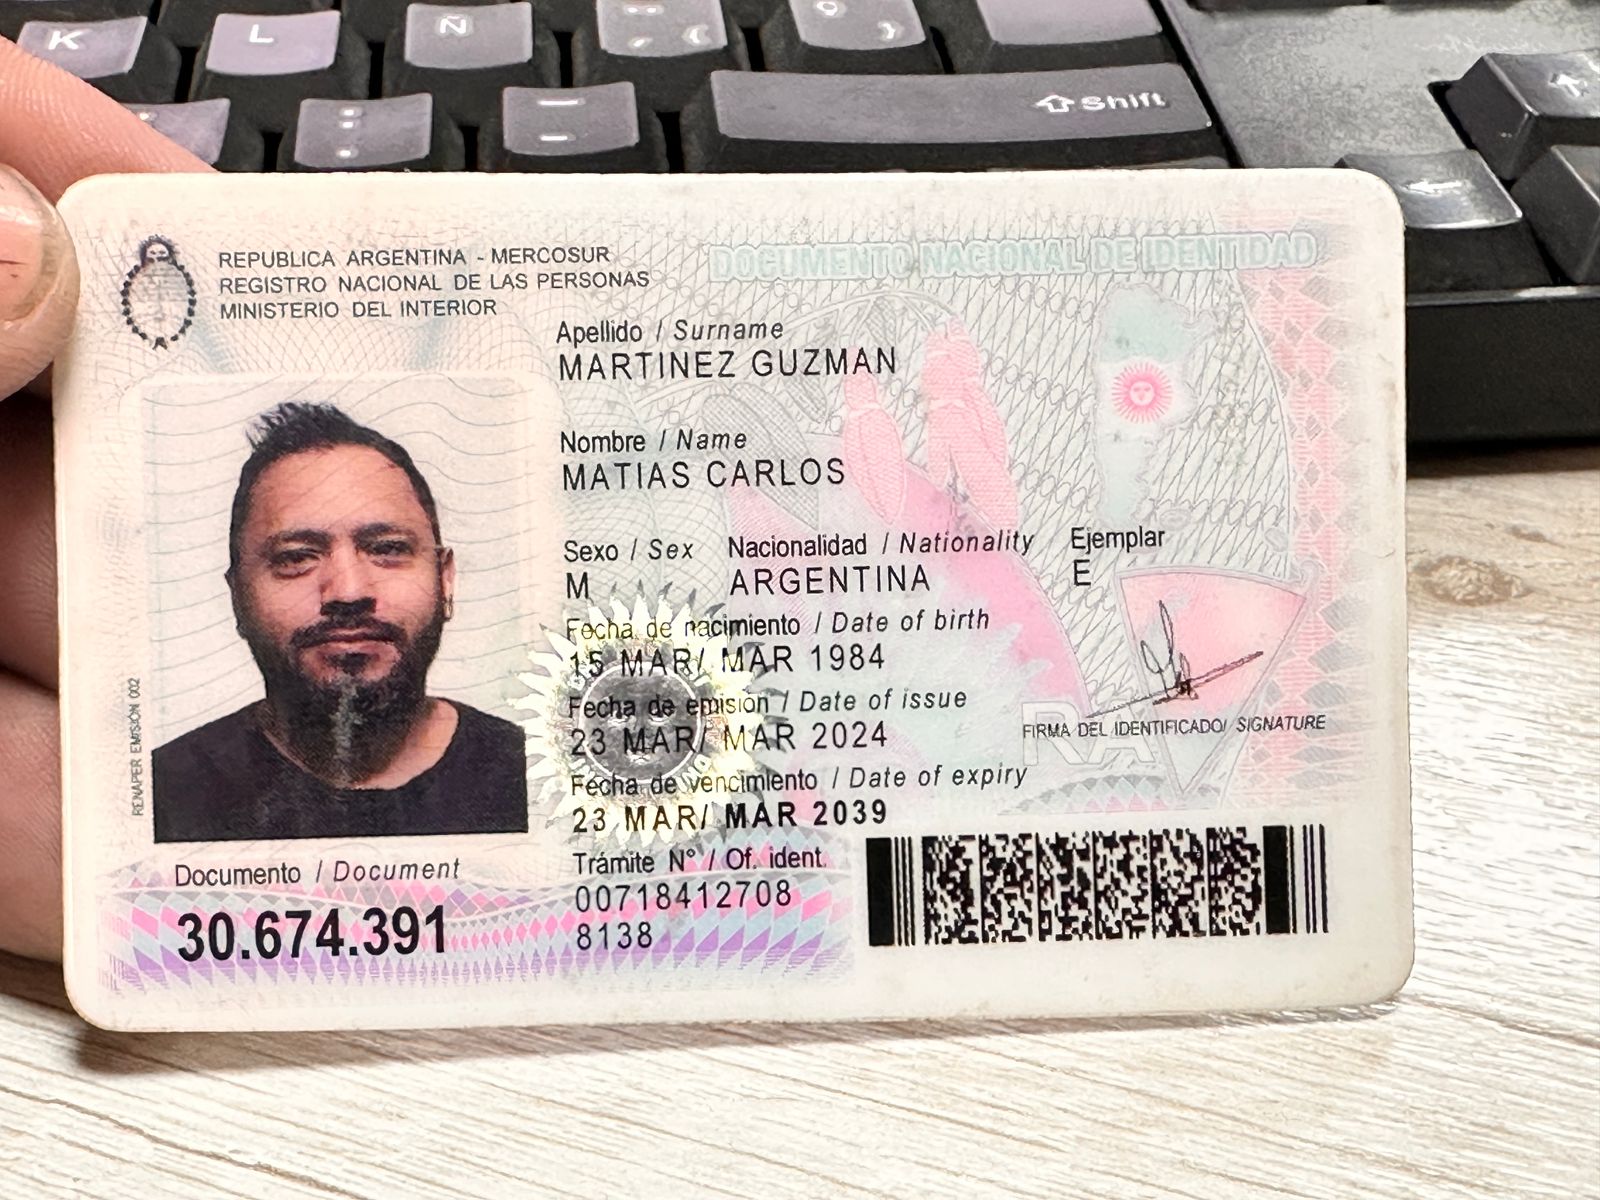 K L Ñ
Shift
REPUBLICA ARGENTINA - MERCOSUR
REGISTRO NACIONAL DE LAS PERSONAS
MINISTERIO DEL INTERIOR
DOCUMENTO NACIONAL DE IDENTIDAD
Apellido / Surname
MARTINEZ GUZMAN
Nombre / Name
MATIAS CARLOS
Sexo / Sex Nacionalidad / Nationality Ejemplar
M ARGENTINA E
Fecha de nacimiento / Date of birth
15 MAR/ MAR 1984
Fecha de emisión / Date of issue
23 MAR/ MAR 2024
Fecha de vencimiento / Date of expiry
23 MAR/ MAR 2039
Trámite N° / Of. ident.
00718412708
8138
RA
FIRMA DEL IDENTIFICADO/ SIGNATURE
RENAPER EMISIÓN 002
Documento / Document
30.674.391